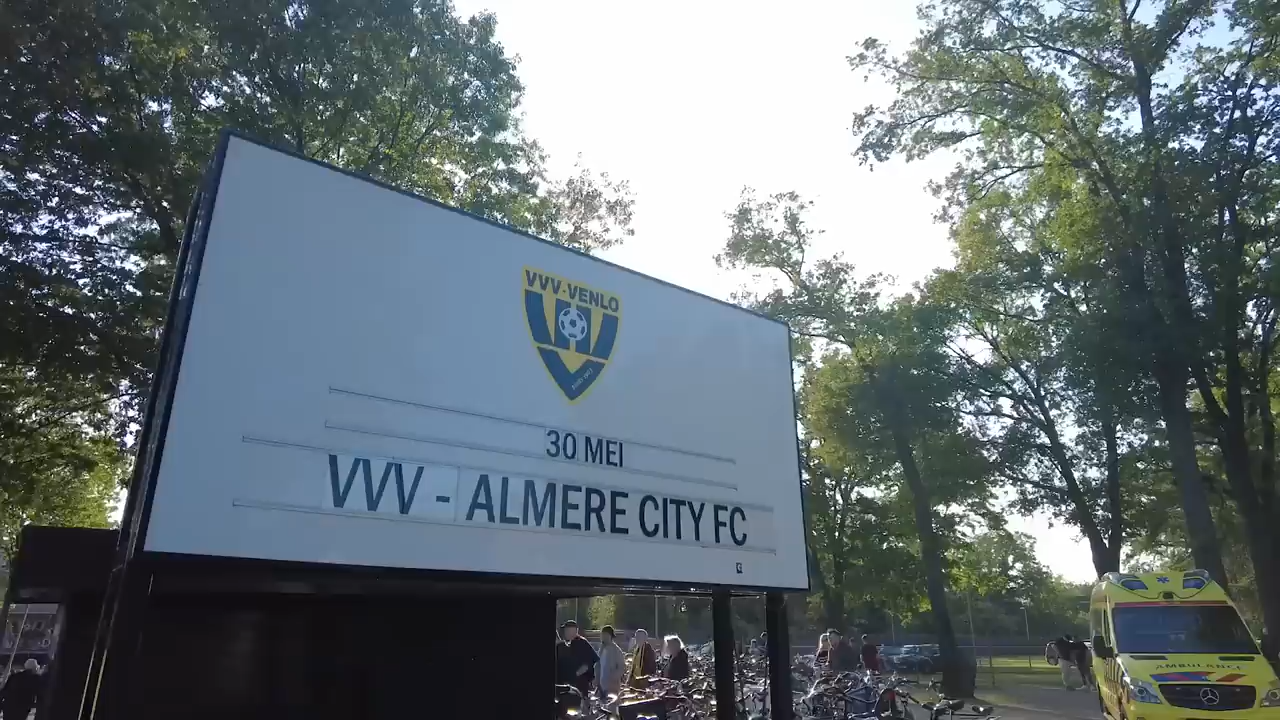 VVV-VENLO
30 MEI
VVV - ALMERE CITY FC
AMBULANCE